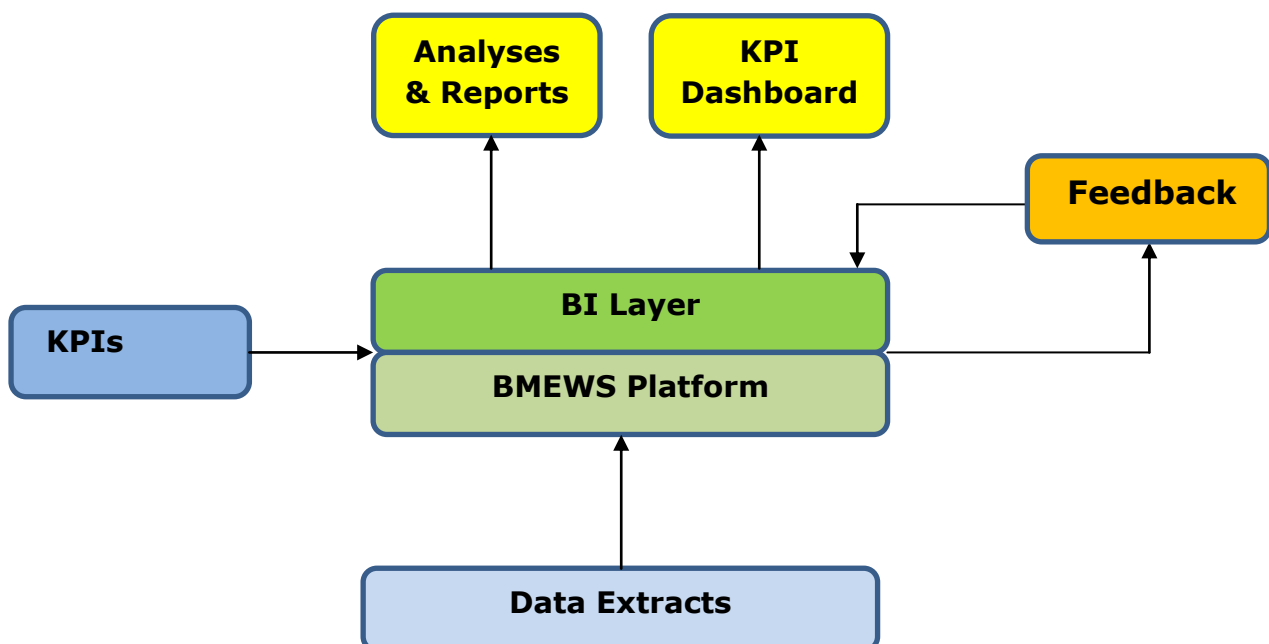 Analyses
& Reports
KPI
Dashboard
Feedback
BI Layer
KPIs
BMEWS Platform
Data Extracts